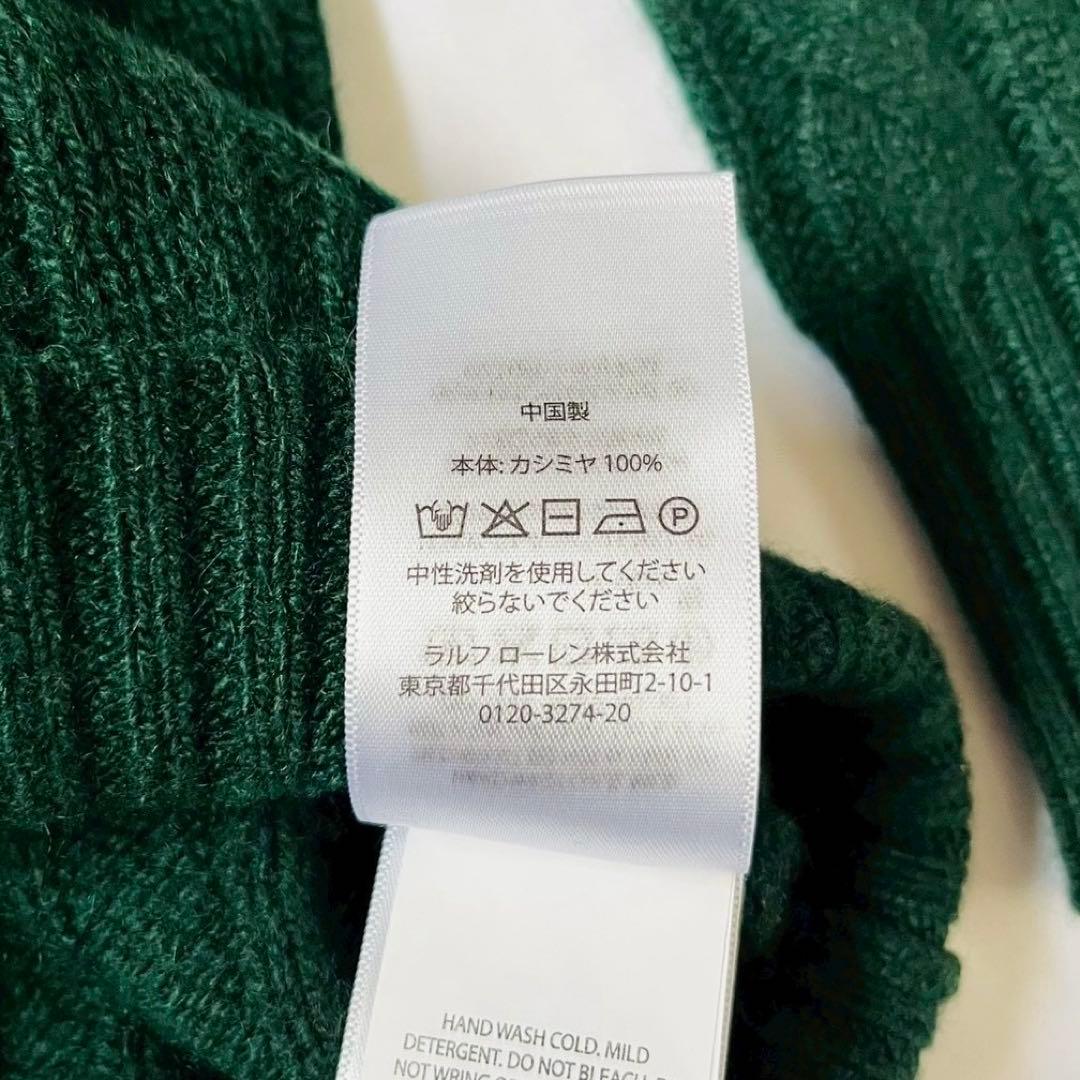 中国製
本体: カシミヤ 100%
P
中性洗剤を使用してください
絞らないでください
ラルフ ローレン株式会社
東京都千代田区永田町2-10-1
0120-3274-20
HAND WASH COLD. MILD
DETERGENT. DO NOT BLEACH.
NOT WRING